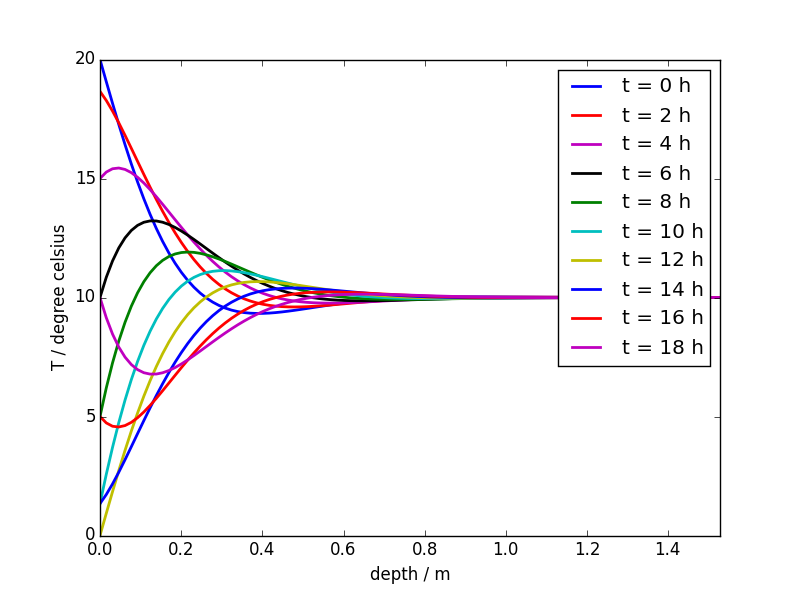 20
15
10
5
0
T / degree celsius
0.0 0.2 0.4 0.6 0.8 1.0 1.2 1.4
depth / m
t = 0 h
t = 2 h
t = 4 h
t = 6 h
t = 8 h
t = 10 h
t = 12 h
t = 14 h
t = 16 h
t = 18 h